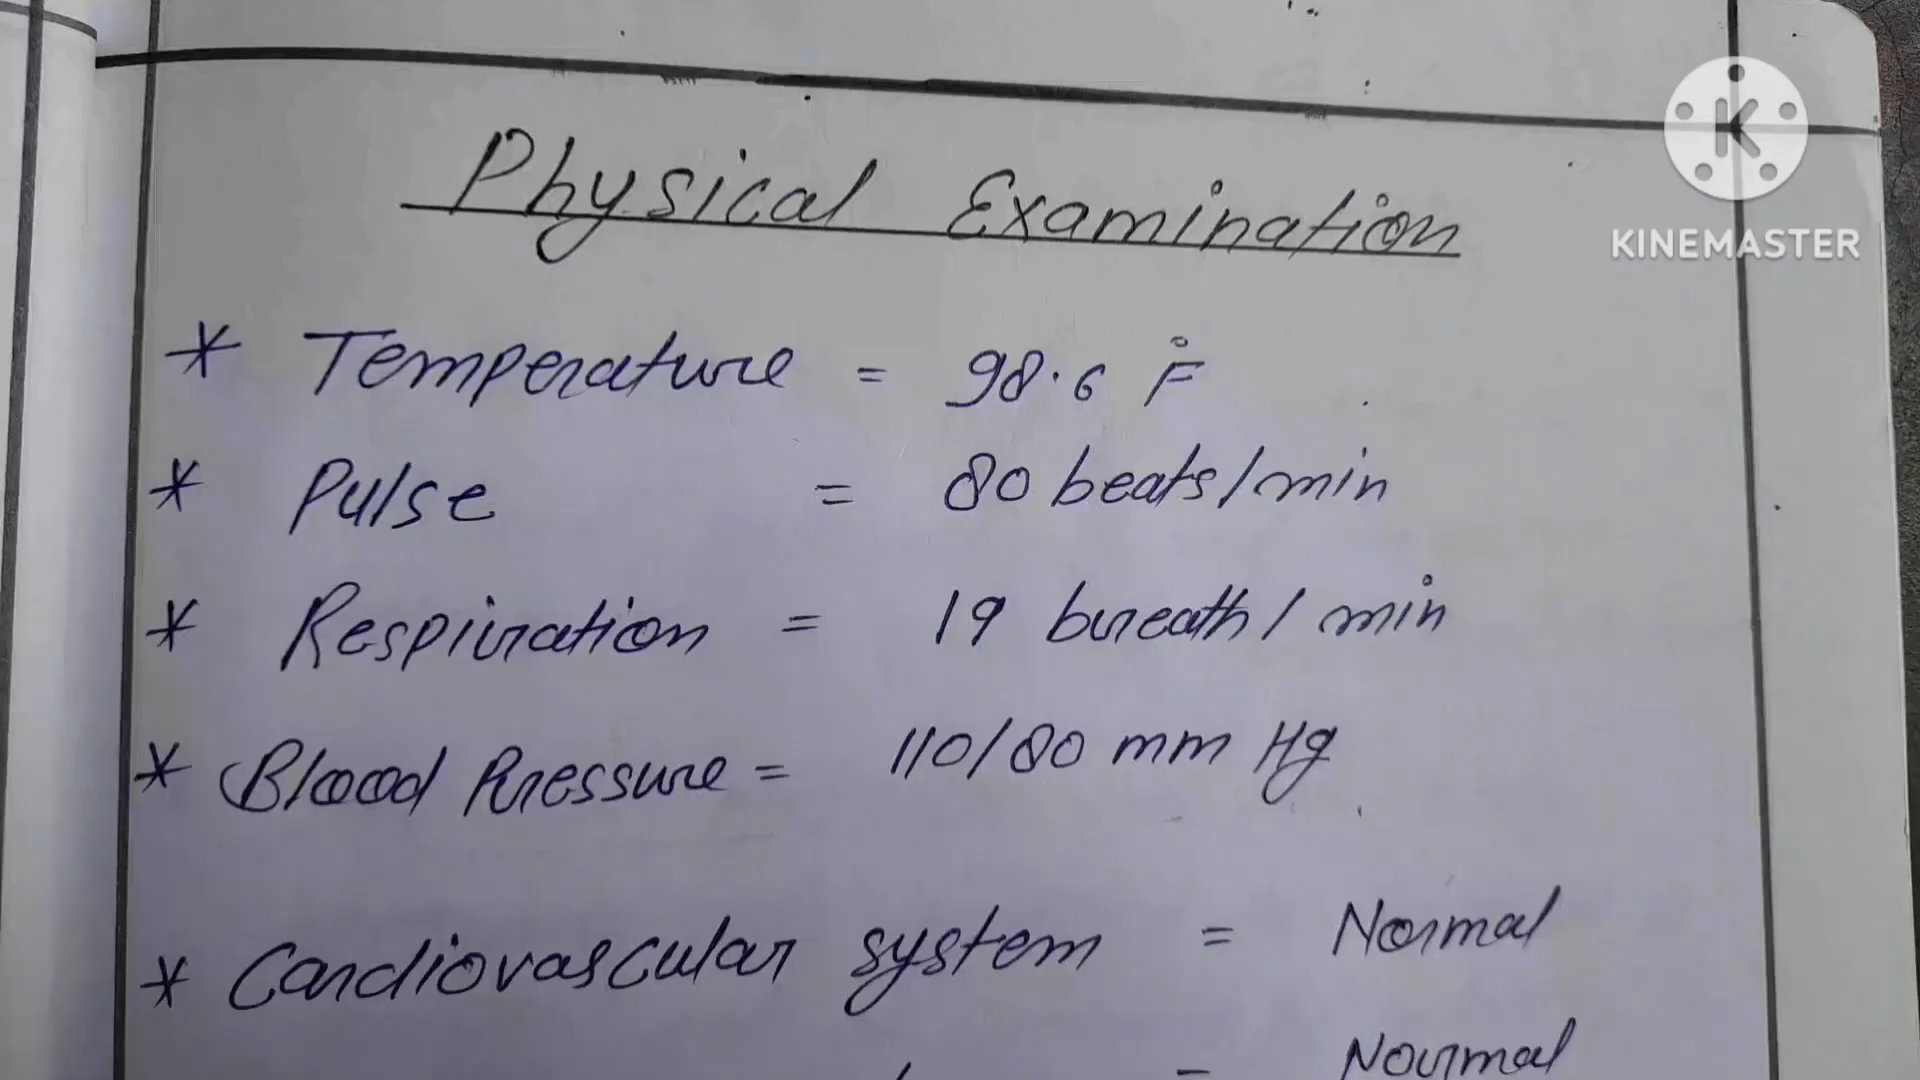 Physical Examination
K
KINEMASTER
* Temperature = 98.6 °F
* Pulse = 80 beats/min
* Respiration = 19 breath/min
* Blood Pressure = 110/80 mm Hg
* Cardiovascular system = Normal
= Normal